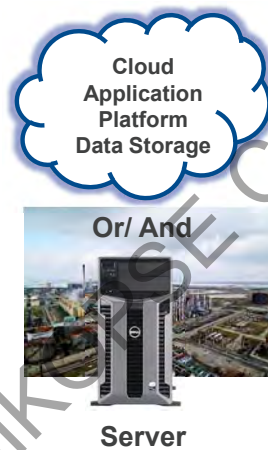 Cloud
Application
Platform
Data Storage
Or/ And
Server